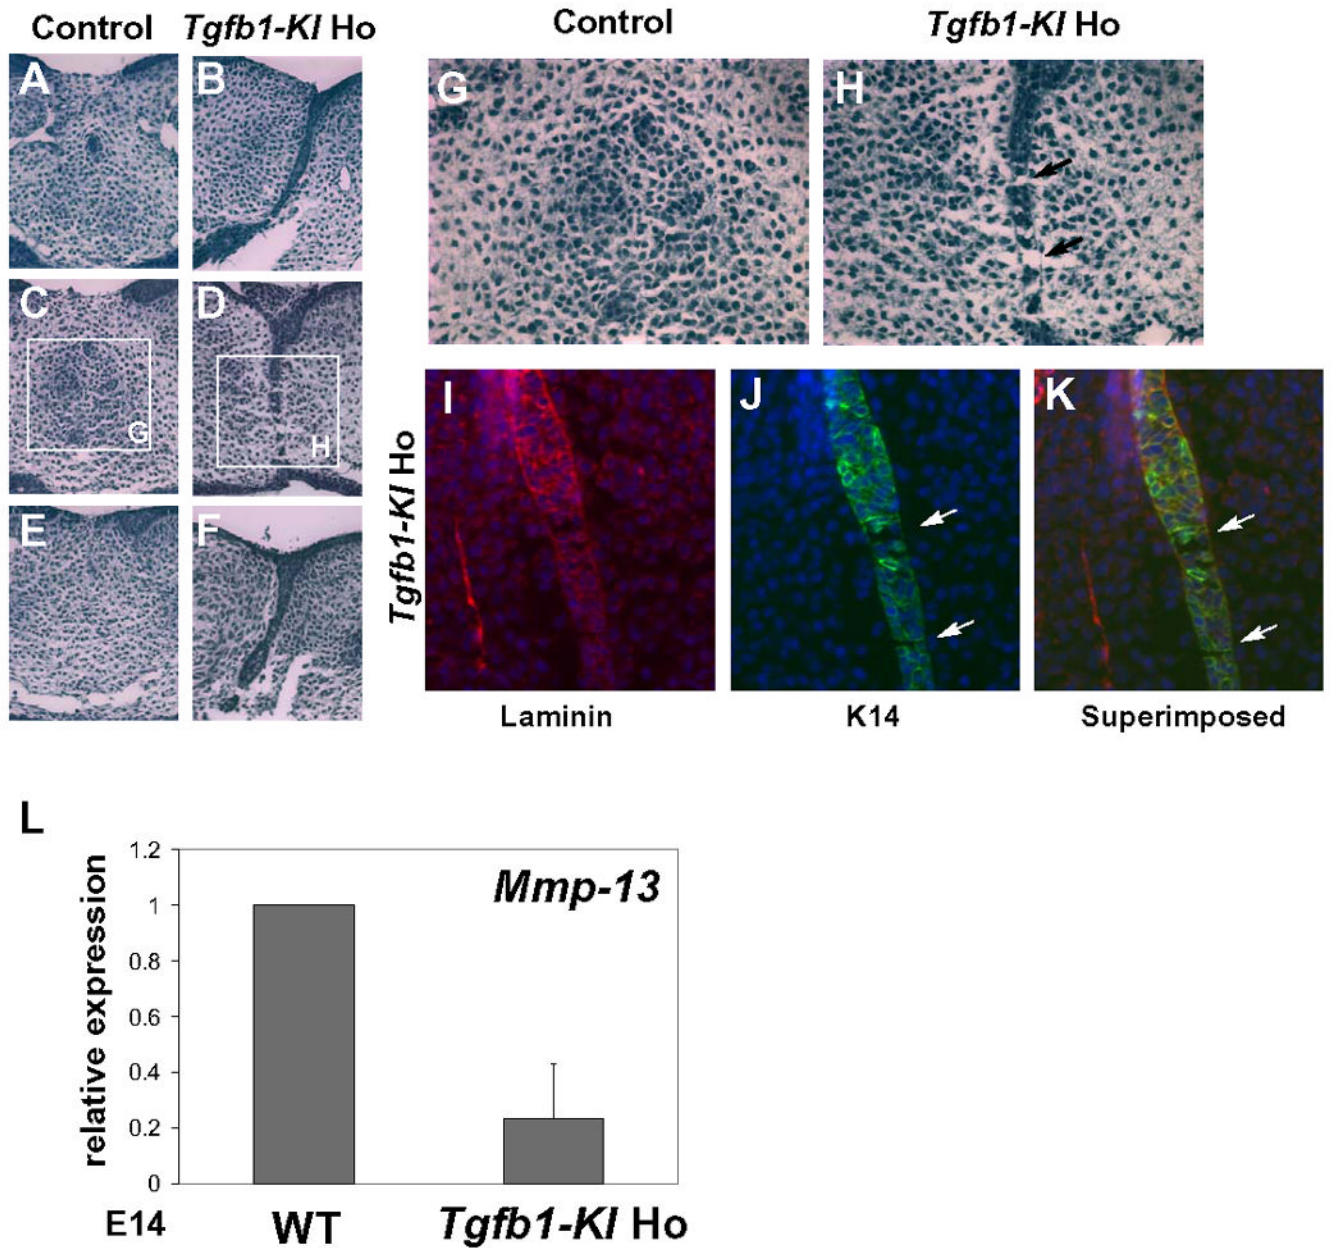 Control Tgfb1-KI Ho
Control Tgfb1-KI Ho
A B
C D
G H
E F
G H
Tgfb1-KI Ho
I J K
Laminin K14 Superimposed
L
Mmp-13
relative expression
1.2
1
0.8
0.6
0.4
0.2
0
E14 WT Tgfb1-KI Ho